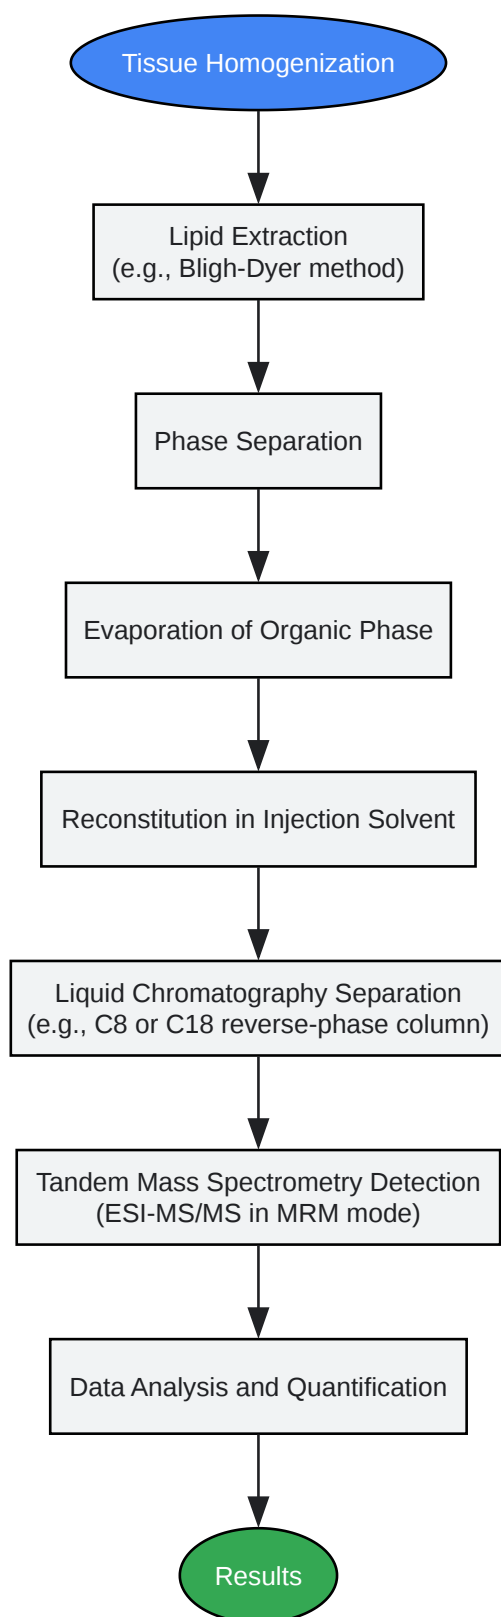 Tissue Homogenization
Lipid Extraction
(e.g., Bligh-Dyer method)
Phase Separation
Evaporation of Organic Phase
Reconstitution in Injection Solvent
Liquid Chromatography Separation
(e.g., C8 or C18 reverse-phase column)
Tandem Mass Spectrometry Detection
(ESI-MS/MS in MRM mode)
Data Analysis and Quantification
Results